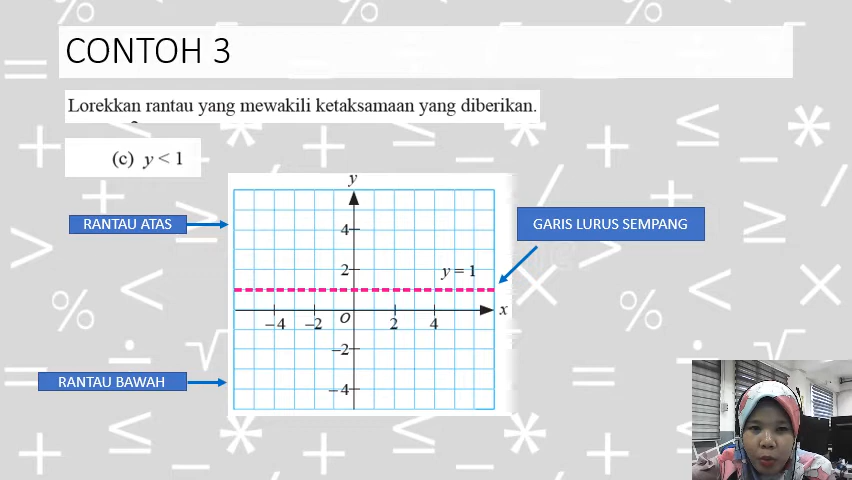 CONTOH 3
Lorekkan rantau yang mewakili ketaksamaan yang diberikan.
(c) y < 1
y
RANTAU ATAS
GARIS LURUS SEMPANG
4
2
y = 1
O
x
−4 −2 2 4
−2
RANTAU BAWAH
−4